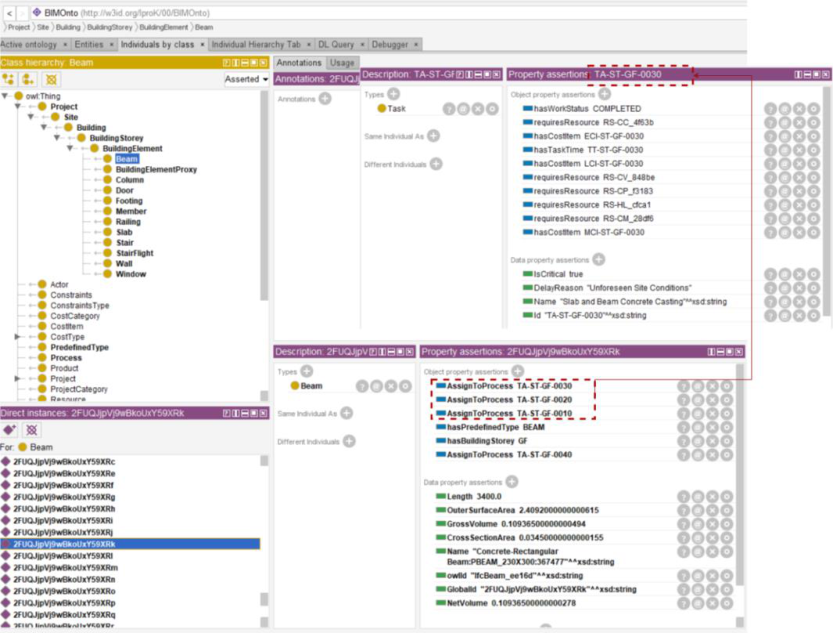 BIMOnto (http://w3id.org/IproK/00/BIMOnto)
Project Site Building BuildingStorey BuildingElement Beam
Active ontology × Entities × Individuals by class × Individual Hierarchy Tab × DL Query × Debugger ×
Class hierarchy: Beam
Asserted
owl:Thing
Project
Site
Building
BuildingStorey
BuildingElement
Beam
BuildingElementProxy
Column
Door
Footing
Member
Railing
Slab
Stair
StairFlight
Wall
Window
Actor
Constraints
ConstraintsType
CostCategory
CostItem
CostType
PredefinedType
Process
Product
Project
ProjectCategory
Resource
Direct instances: 2FUQJjpVj9wBkoUxY59XRk
For: Beam
2FUQJjpVj9wBkoUxY59XRc
2FUQJjpVj9wBkoUxY59XRe
2FUQJjpVj9wBkoUxY59XRf
2FUQJjpVj9wBkoUxY59XRg
2FUQJjpVj9wBkoUxY59XRh
2FUQJjpVj9wBkoUxY59XRi
2FUQJjpVj9wBkoUxY59XRj
2FUQJjpVj9wBkoUxY59XRk
2FUQJjpVj9wBkoUxY59XRl
2FUQJjpVj9wBkoUxY59XRm
2FUQJjpVj9wBkoUxY59XRn
2FUQJjpVj9wBkoUxY59XRo
2FUQJjpVj9wBkoUxY59XRp
2FUQJjpVj9wBkoUxY59XRq
2FUQJjpVj9wBkoUxY59XRr
Annotations Usage
Annotations: 2FUQJj
Annotations
Description: TA-ST-GF
Types
Task
Same Individual As
Different Individuals
Property assertions: TA-ST-GF-0030
Object property assertions
hasWorkStatus COMPLETED
requiresResource RS-CC_4f63b
hasCostItem ECI-ST-GF-0030
hasTaskTime TT-ST-GF-0030
hasCostItem LCI-ST-GF-0030
requiresResource RS-CV_848be
requiresResource RS-CP_f3183
requiresResource RS-HL_cfca1
requiresResource RS-CM_28df6
hasCostItem MCI-ST-GF-0030
Data property assertions
IsCritical true
DelayReason "Unforeseen Site Conditions"
Name "Slab and Beam Concrete Casting"^^xsd:string
Id "TA-ST-GF-0030"^^xsd:string
Description: 2FUQJjpV
Types
Beam
Same Individual As
Different Individuals
Property assertions: 2FUQJjpVj9wBkoUxY59XRk
Object property assertions
AssignToProcess TA-ST-GF-0030
AssignToProcess TA-ST-GF-0020
AssignToProcess TA-ST-GF-0010
hasPredefinedType BEAM
hasBuildingStorey GF
AssignToProcess TA-ST-GF-0040
Data property assertions
Length 3400.0
OuterSurfaceArea 2.4092000000000615
GrossVolume 0.10936500000000494
CrossSectionArea 0.03450000000000155
Name "Concrete-Rectangular
Beam:PBEAM_230X300:367477"^^xsd:string
owlId "IfcBeam_ee16d"^^xsd:string
GlobalId "2FUQJjpVj9wBkoUxY59XRk"^^xsd:string
NetVolume 0.10936500000000278